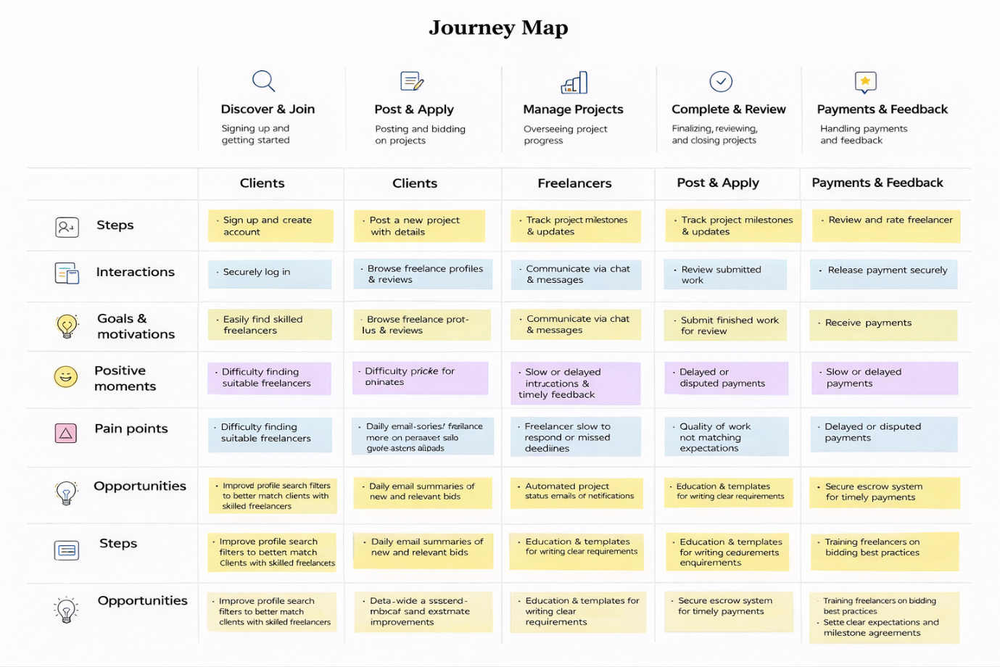 Journey Map
Discover & Join
Signing up and
getting started
Post & Apply
Posting and bidding
on projects
Manage Projects
Overseeing project
progress
Complete & Review
Finalizing, reviewing,
and closing projects
Payments & Feedback
Handling payments
and feedback
Clients
Clients
Freelancers
Post & Apply
Payments & Feedback
Steps
· Sign up and create
account
· Post a new project
with details
· Track project milestones
& updates
· Track project milestones
& updates
· Review and rate freelancer
Interactions
· Securely log in
· Browse freelance profiles
& reviews
· Communicate via chat
& messages
· Review submitted
work
· Release payment securely
Goals &
motivations
· Easily find skilled
freelancers
· Browse freelance prot-
lus & reviews
· Communicate via chat
& messages
· Submit finished work
for review
· Receive payments
Positive
moments
· Difficulty finding
suitable freelancers
· Difficulty pricke for
· Slow or delayed
timely feedback
· Delayed or
disputed payments
· Slow or delayed
payments
Pain points
· Difficulty finding
suitable freelancers
· Daily
more on
· Freelancer slow to
respond or missed
· Quality of work
not matching
expectations
· Delayed or disputed
payments
Opportunities
· Improve profile search filters
to better match clients with
skilled freelancers
· Daily email summaries of
new and relevant bids
· Automated project
status emails or notifications
· Education & templates
for writing clear requirements
· Secure escrow system
for timely payments
Steps
· Improve profile search
filters to match
Clients with skilled
· Daily email summaries of
new and relevant bids
· Education & templates
for writing clear requirements
· Education & templates
for writing
enquirements
· Training freelancers on
bidding best practices
Opportunities
· Improve profile search
filters to better match
clients with skilled freelancers
improvements
· Education & templates for
writing clear
requirements
· Secure escrow system
for timely payments
· Training freelancers on bidding
best practices
· Sette clear expectations and
milestone agreements